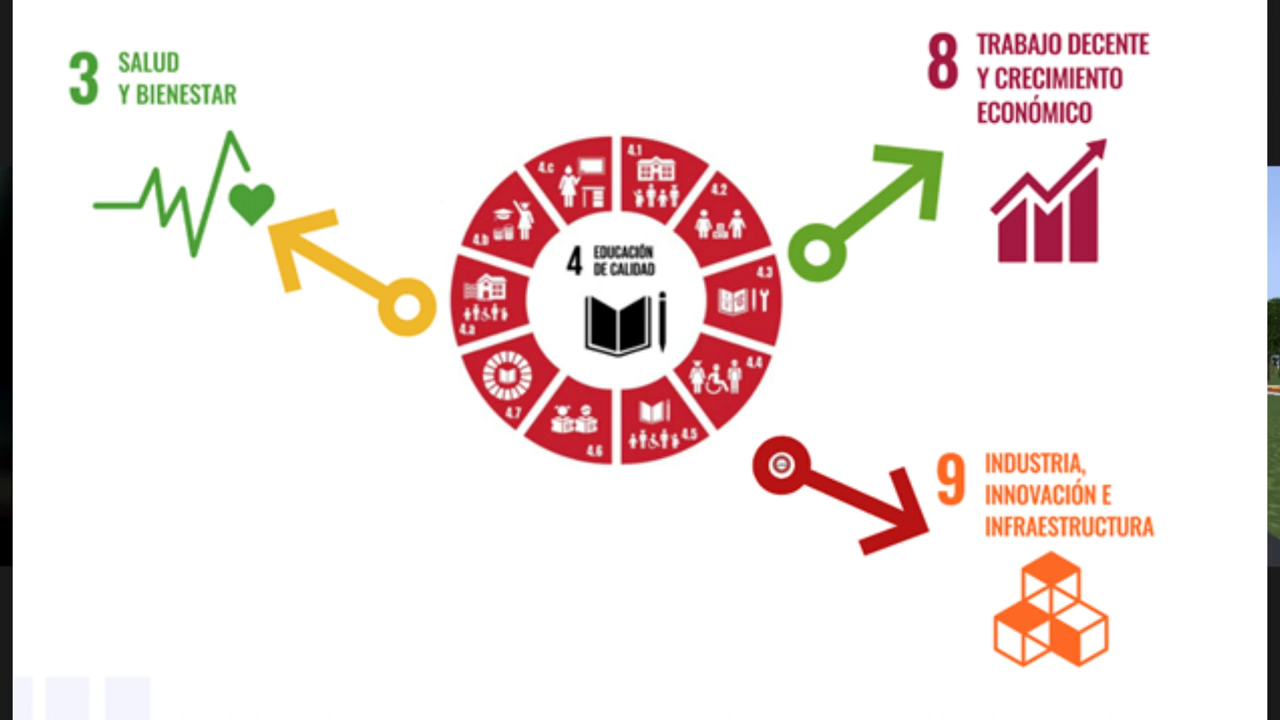 3 SALUD
Y BIENESTAR
8 TRABAJO DECENTE
Y CRECIMIENTO
ECONÓMICO
4 EDUCACIÓN
DE CALIDAD
4.1
4.2
4.3
4.4
4.5
4.6
4.7
4.a
4.b
4.c
9 INDUSTRIA,
INNOVACIÓN E
INFRAESTRUCTURA